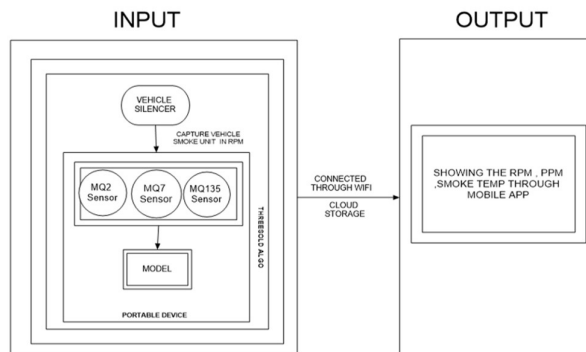 INPUT
OUTPUT
VEHICLE
SILENCER
CAPTURE VEHICLE
SMOKE UNIT IN RPM
MQ2
Sensor
MQ7
Sensor
MQ135
Sensor
MODEL
THREESOLD ALGO
PORTABLE DEVICE
CONNECTED
THROUGH WIFI
CLOUD
STORAGE
SHOWING THE RPM , PPM
,SMOKE TEMP THROUGH
MOBILE APP